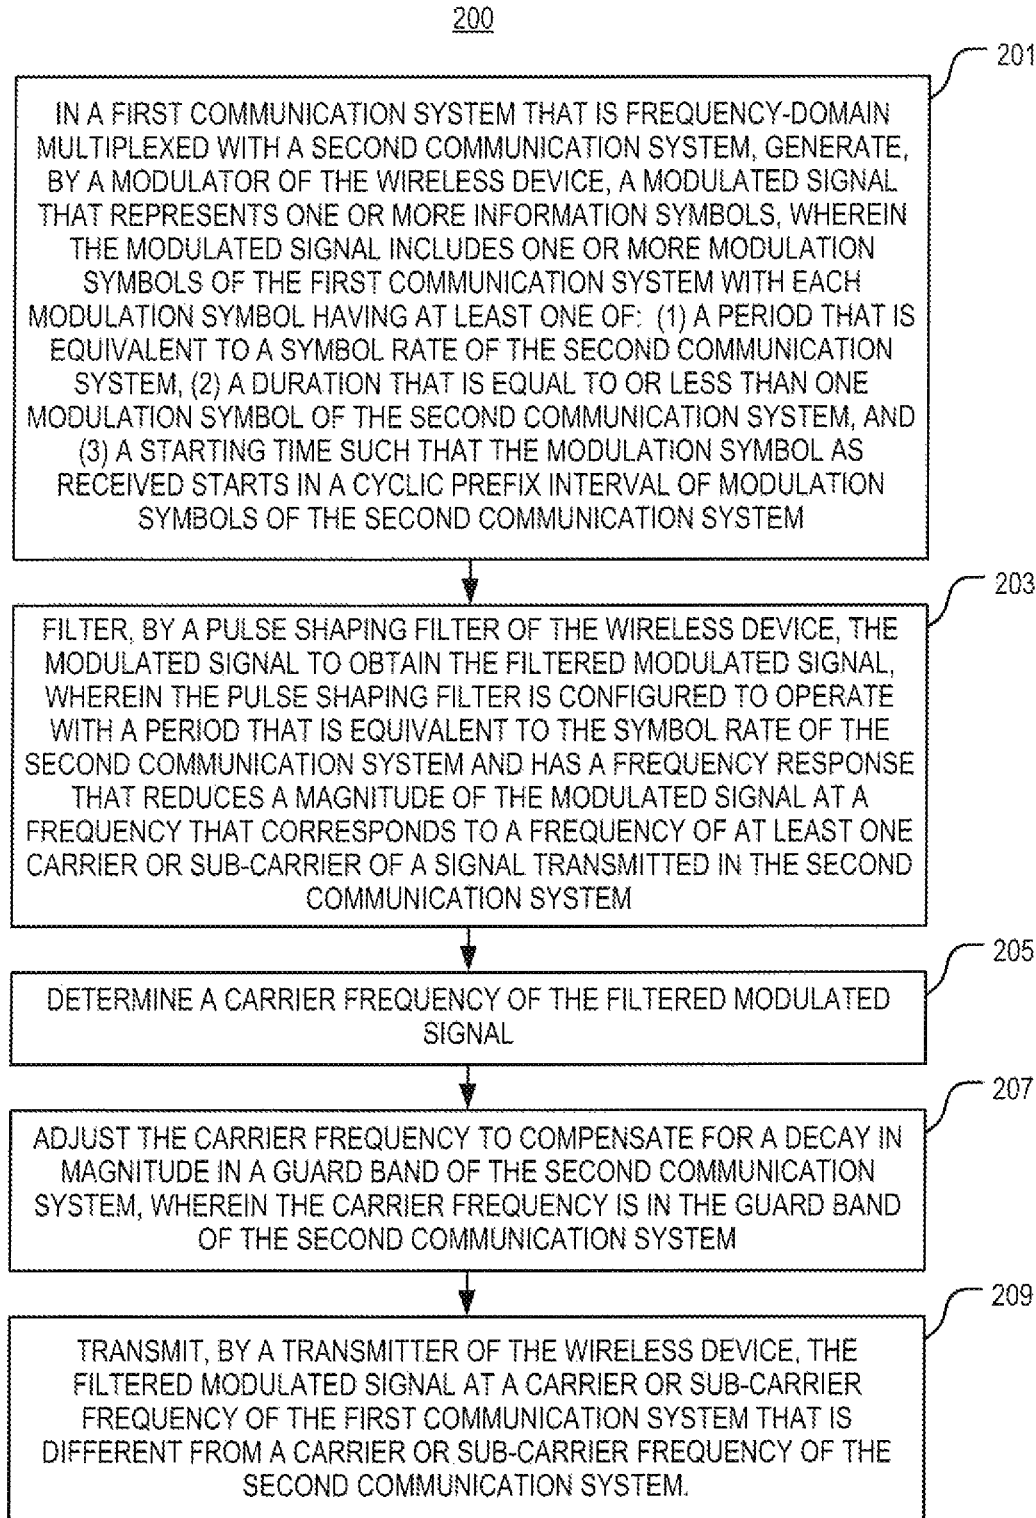 200
201
IN A FIRST COMMUNICATION SYSTEM THAT IS FREQUENCY-DOMAIN
MULTIPLEXED WITH A SECOND COMMUNICATION SYSTEM, GENERATE,
BY A MODULATOR OF THE WIRELESS DEVICE, A MODULATED SIGNAL
THAT REPRESENTS ONE OR MORE INFORMATION SYMBOLS, WHEREIN
THE MODULATED SIGNAL INCLUDES ONE OR MORE MODULATION
SYMBOLS OF THE FIRST COMMUNICATION SYSTEM WITH EACH
MODULATION SYMBOL HAVING AT LEAST ONE OF: (1) A PERIOD THAT IS
EQUIVALENT TO A SYMBOL RATE OF THE SECOND COMMUNICATION
SYSTEM, (2) A DURATION THAT IS EQUAL TO OR LESS THAN ONE
MODULATION SYMBOL OF THE SECOND COMMUNICATION SYSTEM, AND
(3) A STARTING TIME SUCH THAT THE MODULATION SYMBOL AS
RECEIVED STARTS IN A CYCLIC PREFIX INTERVAL OF MODULATION
SYMBOLS OF THE SECOND COMMUNICATION SYSTEM
203
FILTER, BY A PULSE SHAPING FILTER OF THE WIRELESS DEVICE, THE
MODULATED SIGNAL TO OBTAIN THE FILTERED MODULATED SIGNAL,
WHEREIN THE PULSE SHAPING FILTER IS CONFIGURED TO OPERATE
WITH A PERIOD THAT IS EQUIVALENT TO THE SYMBOL RATE OF THE
SECOND COMMUNICATION SYSTEM AND HAS A FREQUENCY RESPONSE
THAT REDUCES A MAGNITUDE OF THE MODULATED SIGNAL AT A
FREQUENCY THAT CORRESPONDS TO A FREQUENCY OF AT LEAST ONE
CARRIER OR SUB-CARRIER OF A SIGNAL TRANSMITTED IN THE SECOND
COMMUNICATION SYSTEM
205
DETERMINE A CARRIER FREQUENCY OF THE FILTERED MODULATED
SIGNAL
207
ADJUST THE CARRIER FREQUENCY TO COMPENSATE FOR A DECAY IN
MAGNITUDE IN A GUARD BAND OF THE SECOND COMMUNICATION
SYSTEM, WHEREIN THE CARRIER FREQUENCY IS IN THE GUARD BAND
OF THE SECOND COMMUNICATION SYSTEM
209
TRANSMIT, BY A TRANSMITTER OF THE WIRELESS DEVICE, THE
FILTERED MODULATED SIGNAL AT A CARRIER OR SUB-CARRIER
FREQUENCY OF THE FIRST COMMUNICATION SYSTEM THAT IS
DIFFERENT FROM A CARRIER OR SUB-CARRIER FREQUENCY OF THE
SECOND COMMUNICATION SYSTEM.